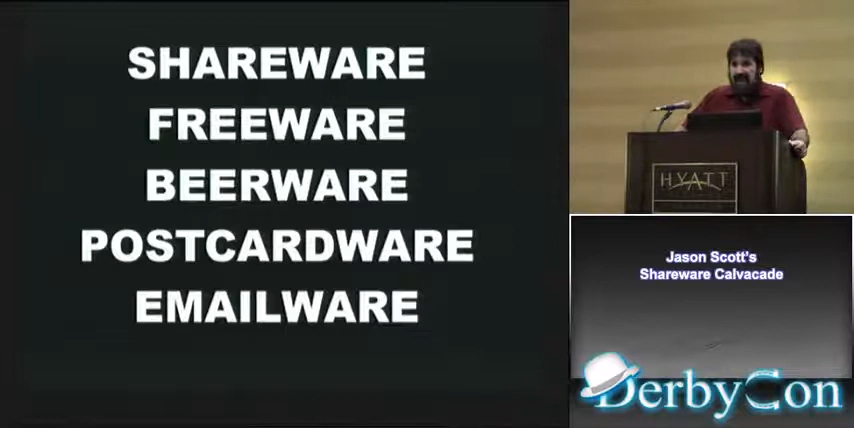 SHAREWARE
FREEWARE
BEERWARE
POSTCARDWARE
EMAILWARE
HYATT
Jason Scott's
Shareware Calvacade
DerbyCon